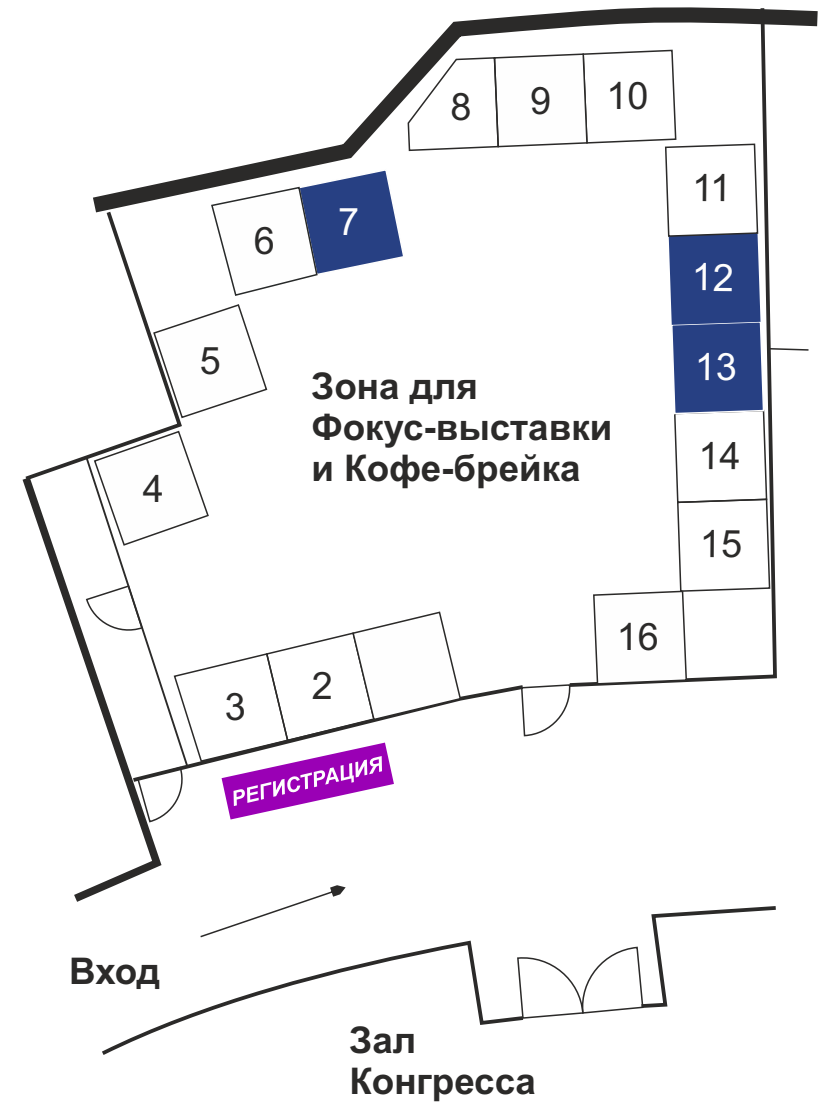 8
9
10
11
6
7
12
5
13
Зона для
Фокус-выставки
и Кофе-брейка
14
4
15
16
3
2
РЕГИСТРАЦИЯ
Вход
Зал
Конгресса